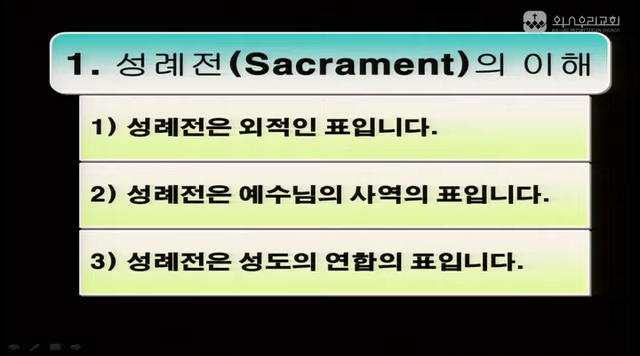 1. 성례전(Sacrament)의 이해
1) 성례전은 외적인 표입니다.
2) 성례전은 예수님의 사역의 표입니다.
3) 성례전은 성도의 연합의 표입니다.